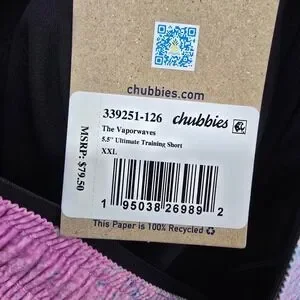 chubbies.com
339251-126 chubbies
The Vaporwaves
5.5" Ultimate Training Short
XXL
MSRP: $79.50
1 95038 26989 2
This Paper is 100% Recycled